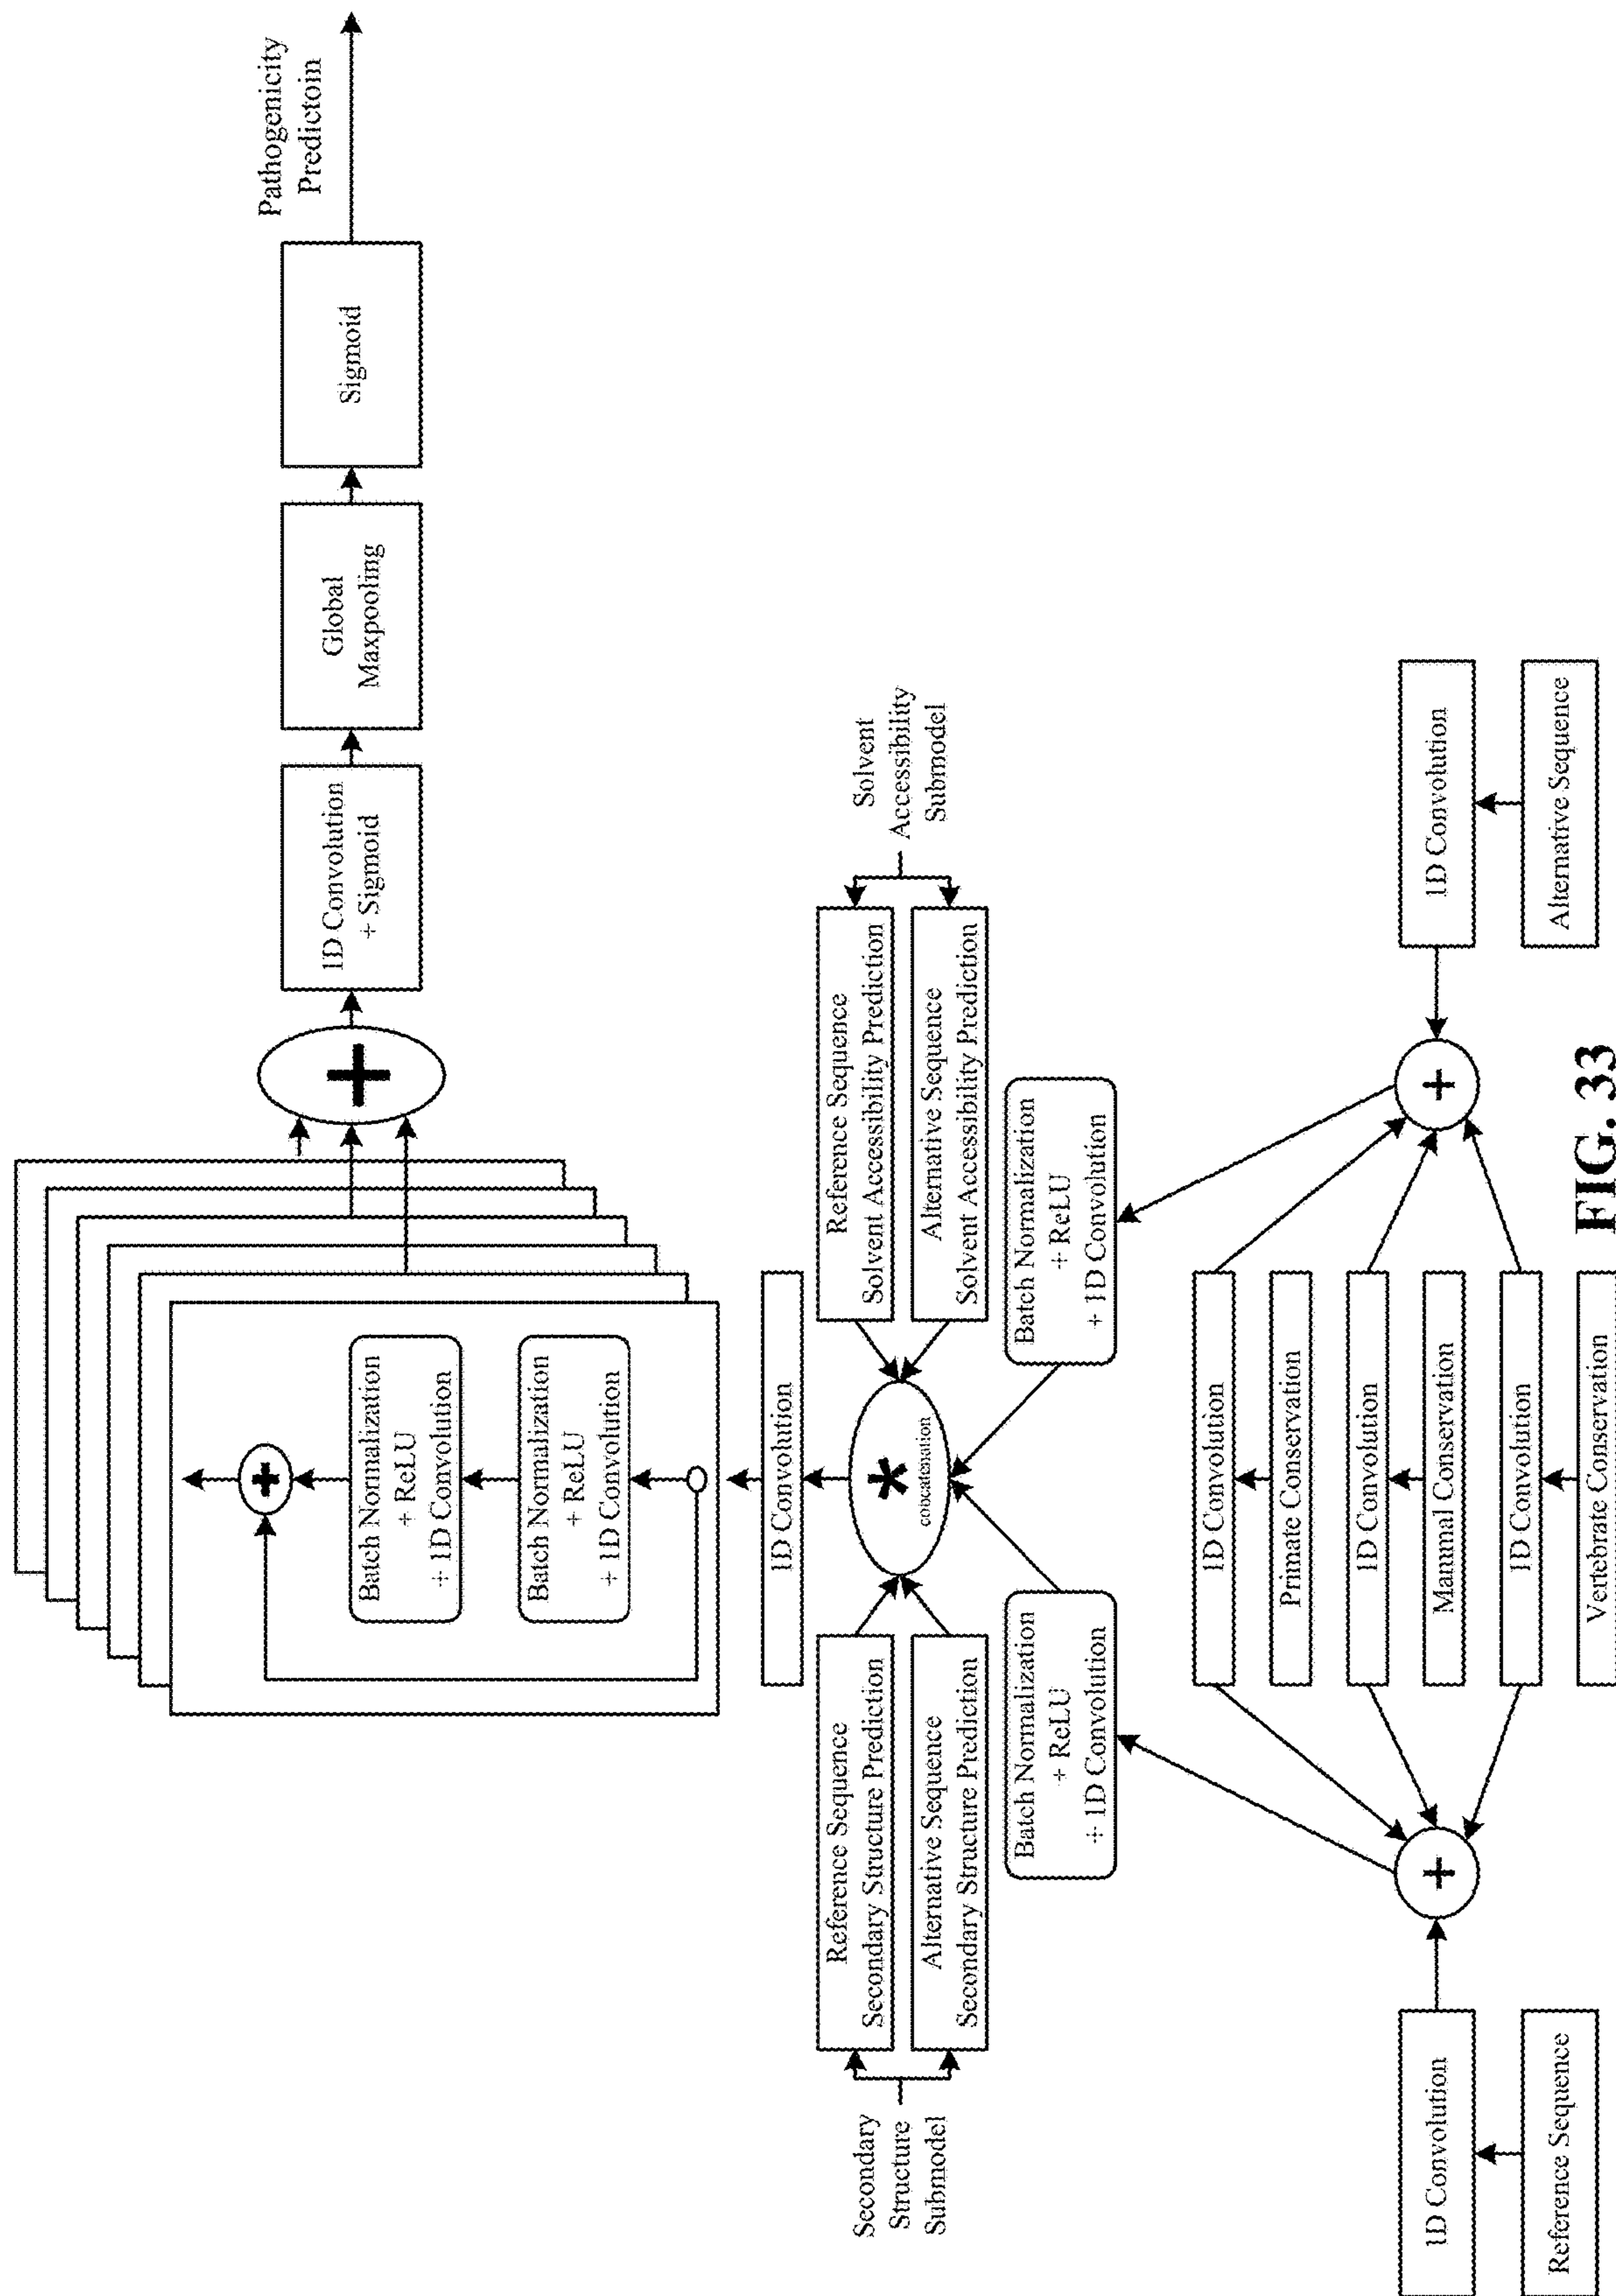 Pathogenicity
Predictoin
1D Convolution
+ Sigmoid
Global
Maxpooling
Sigmoid
Batch Normalization
+ ReLU
+ 1D Convolution
Batch Normalization
+ ReLU
+ 1D Convolution
1D Convolution
Secondary
Structure
Submodel
Reference Sequence
Secondary Structure Prediction
Alternative Sequence
Secondary Structure Prediction
concatenation
Reference Sequence
Solvent Accessibility Prediction
Alternative Sequence
Solvent Accessibility Prediction
Solvent
Accessibility
Submodel
Batch Normalization
+ ReLU
+ 1D Convolution
Batch Normalization
+ ReLU
+ 1D Convolution
1D Convolution
Primate Conservation
1D Convolution
Mammal Conservation
1D Convolution
Vertebrate Conservation
1D Convolution
Reference Sequence
1D Convolution
Alternative Sequence
FIG. 33